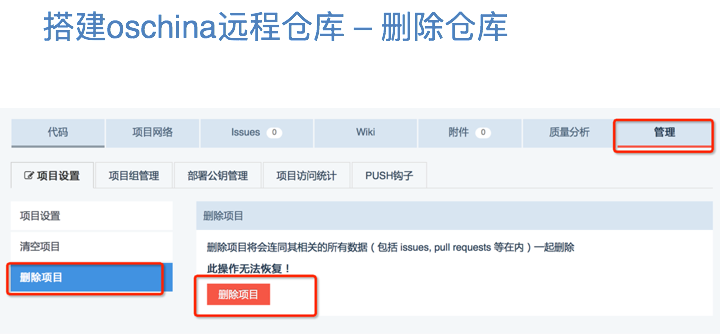 搭建oschina远程仓库 – 删除仓库
代码 项目网络 Issues 0 Wiki 附件 0 质量分析 管理
项目设置 项目组管理 部署公钥管理 项目访问统计 PUSH钩子
项目设置
清空项目
删除项目
删除项目
删除项目将会连同其相关的所有数据（包括 issues, pull requests 等在内）一起删除
此操作无法恢复！
删除项目